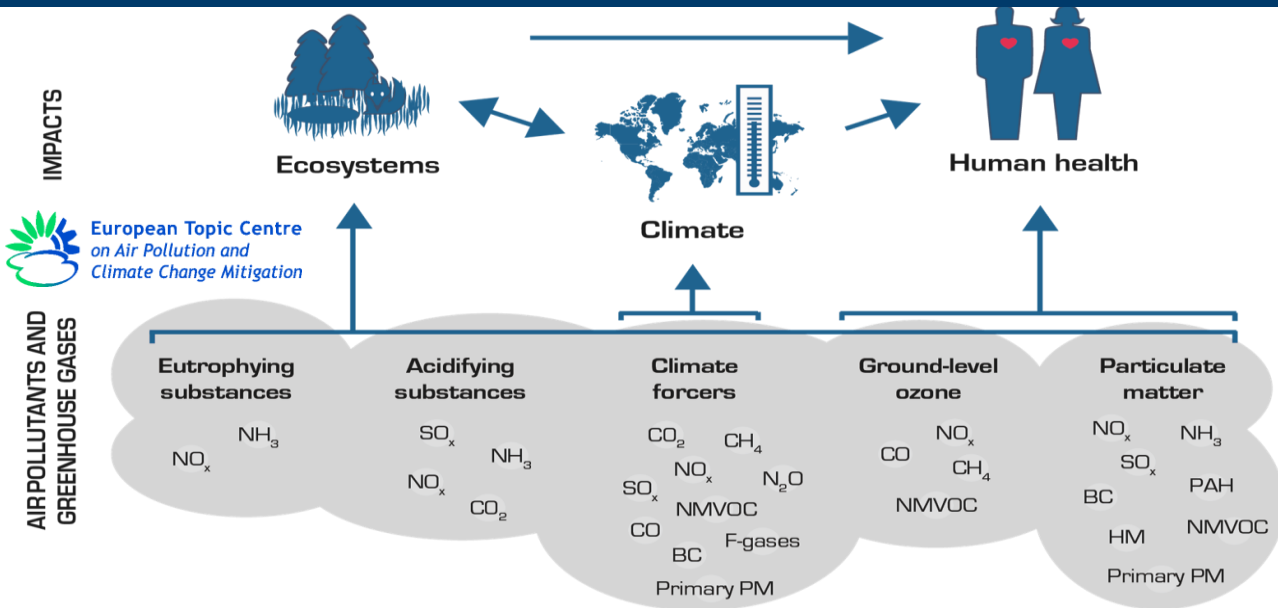 IMPACTS
Ecosystems
Climate
Human health
European Topic Centre
on Air Pollution and
Climate Change Mitigation
AIR POLLUTANTS AND
GREENHOUSE GASES
Eutrophying
substances
NH₃
NOₓ
Acidifying
substances
SOₓ
NH₃
NOₓ
CO₂
Climate
forcers
CO₂
CH₄
NOₓ
N₂O
SOₓ
NMVOC
CO
F-gases
BC
Primary PM
Ground-level
ozone
NOₓ
CO
CH₄
NMVOC
Particulate
matter
NOₓ
NH₃
SOₓ
PAH
BC
NMVOC
HM
Primary PM